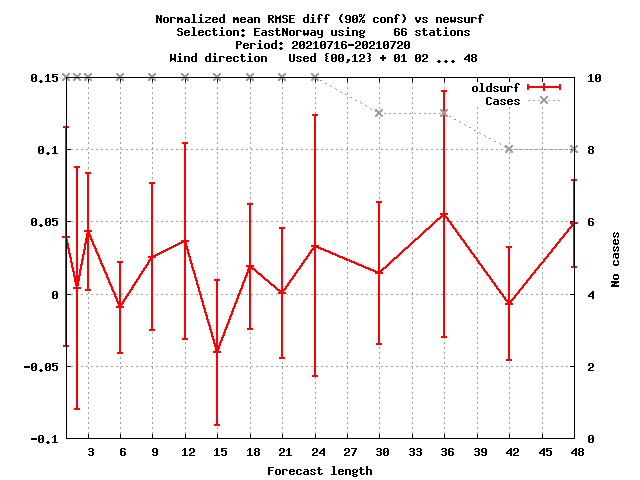 Normalized mean RMSE diff (90% conf) vs newsurf
Selection: EastNorway using    66 stations
Period: 20210716-20210720
Wind direction   Used {00,12} + 01 02 ... 48
oldsurf
Cases
0.15
0.1
0.05
0
-0.05
-0.1
10
8
6
4
2
0
No cases
3 6 9 12 15 18 21 24 27 30 33 36 39 42 45 48
Forecast length